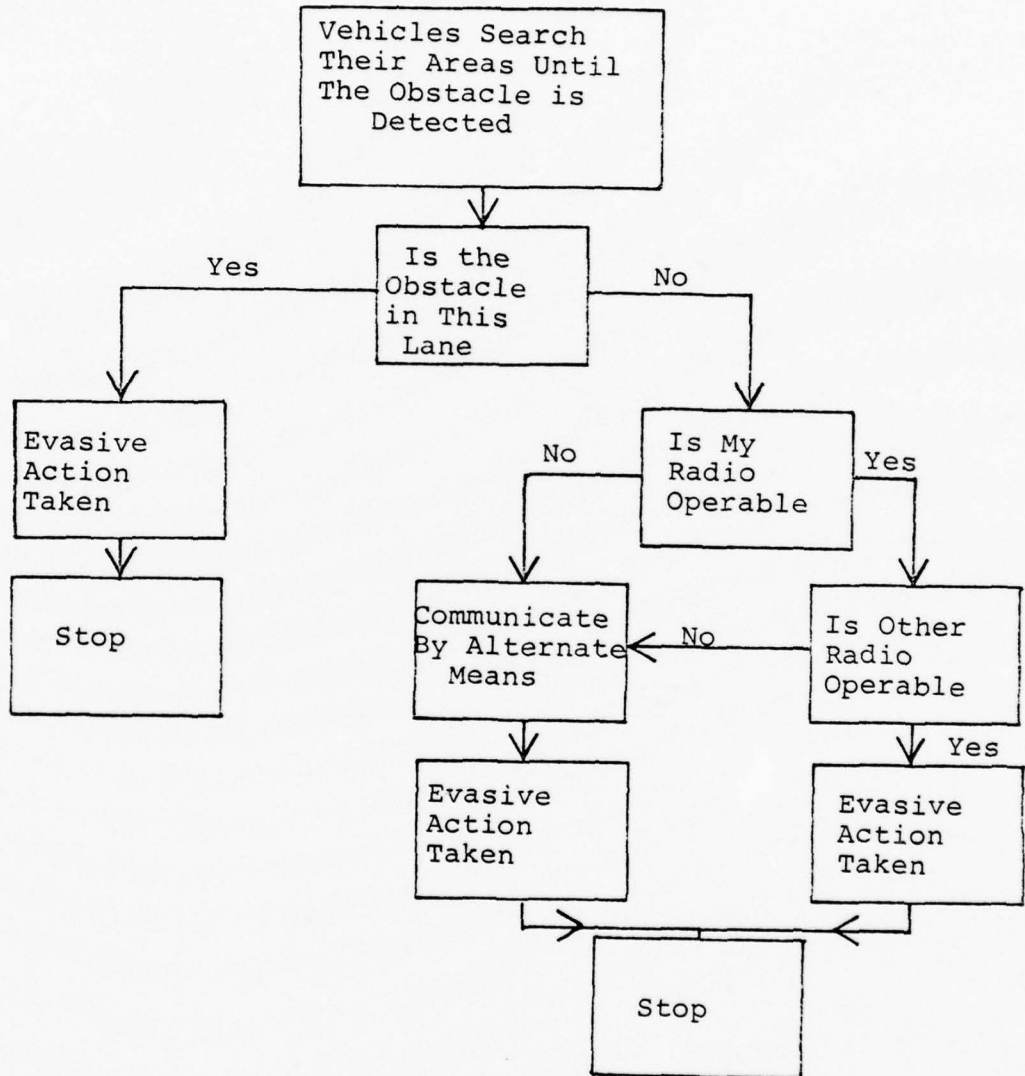 Vehicles Search
Their Areas Until
The Obstacle is
Detected
Is the
Obstacle
in This
Lane
Yes
No
Evasive
Action
Taken
Stop
Is My
Radio
Operable
No
Yes
Communicate
By Alternate
Means
No
Is Other
Radio
Operable
Yes
Evasive
Action
Taken
Evasive
Action
Taken
Stop